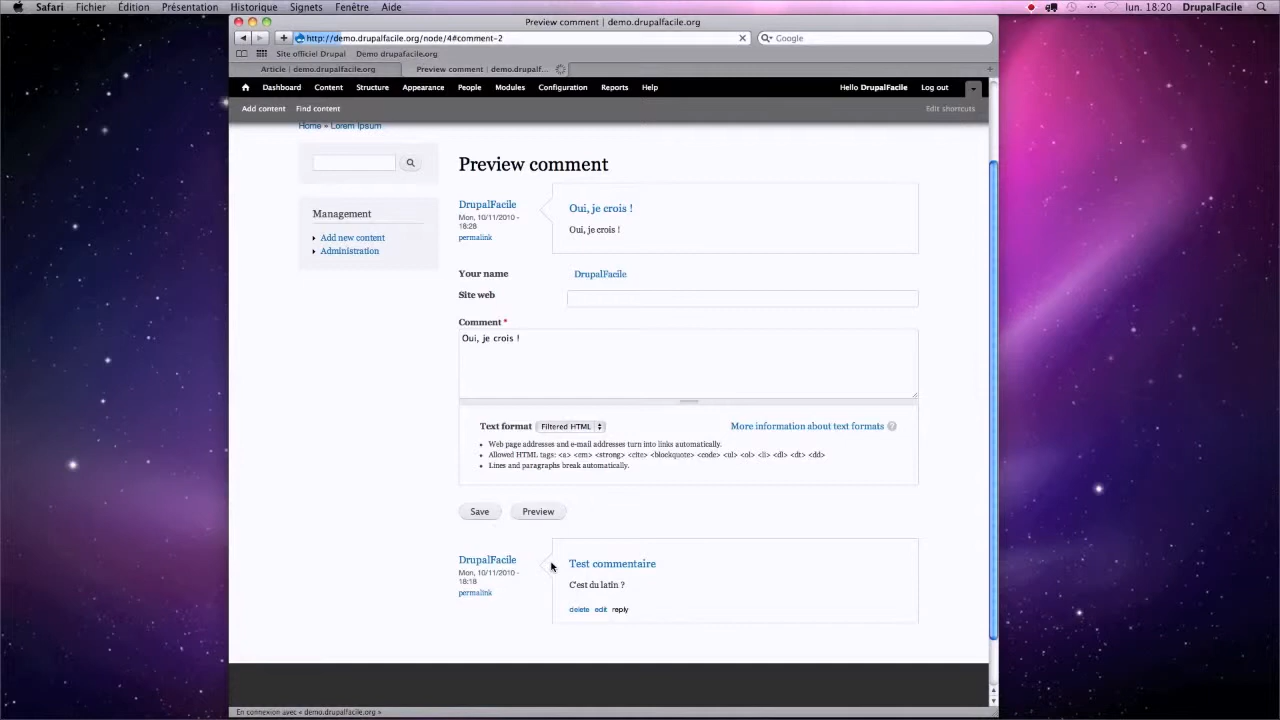 Safari Fichier Édition Présentation Historique Signets Fenêtre Aide lun. 18:20 DrupalFacile
Preview comment | demo.drupalfacile.org
http://demo.drupalfacile.org/node/4#comment-2 Google
Site officiel Drupal Demo drupafacile.org
Article | demo.drupalfacile.org Preview comment | demo.drupalf...
Dashboard Content Structure Appearance People Modules Configuration Reports Help Hello DrupalFacile Log out
Add content Find content Edit shortcuts
Home » Lorem Ipsum
Preview comment
Management
Add new content
Administration
DrupalFacile
Mon, 10/11/2010 -
18:28
permalink
Oui, je crois !
Oui, je crois !
Your name DrupalFacile
Site web
Comment *
Oui, je crois !
Text format Filtered HTML More information about text formats ?
Web page addresses and e-mail addresses turn into links automatically.
Allowed HTML tags: <a> <em> <strong> <cite> <blockquote> <code> <ul> <ol> <li> <dl> <dt> <dd>
Lines and paragraphs break automatically.
Save Preview
DrupalFacile
Mon, 10/11/2010 -
18:18
permalink
Test commentaire
C'est du latin ?
delete edit reply
En connexion avec « demo.drupalfacile.org »